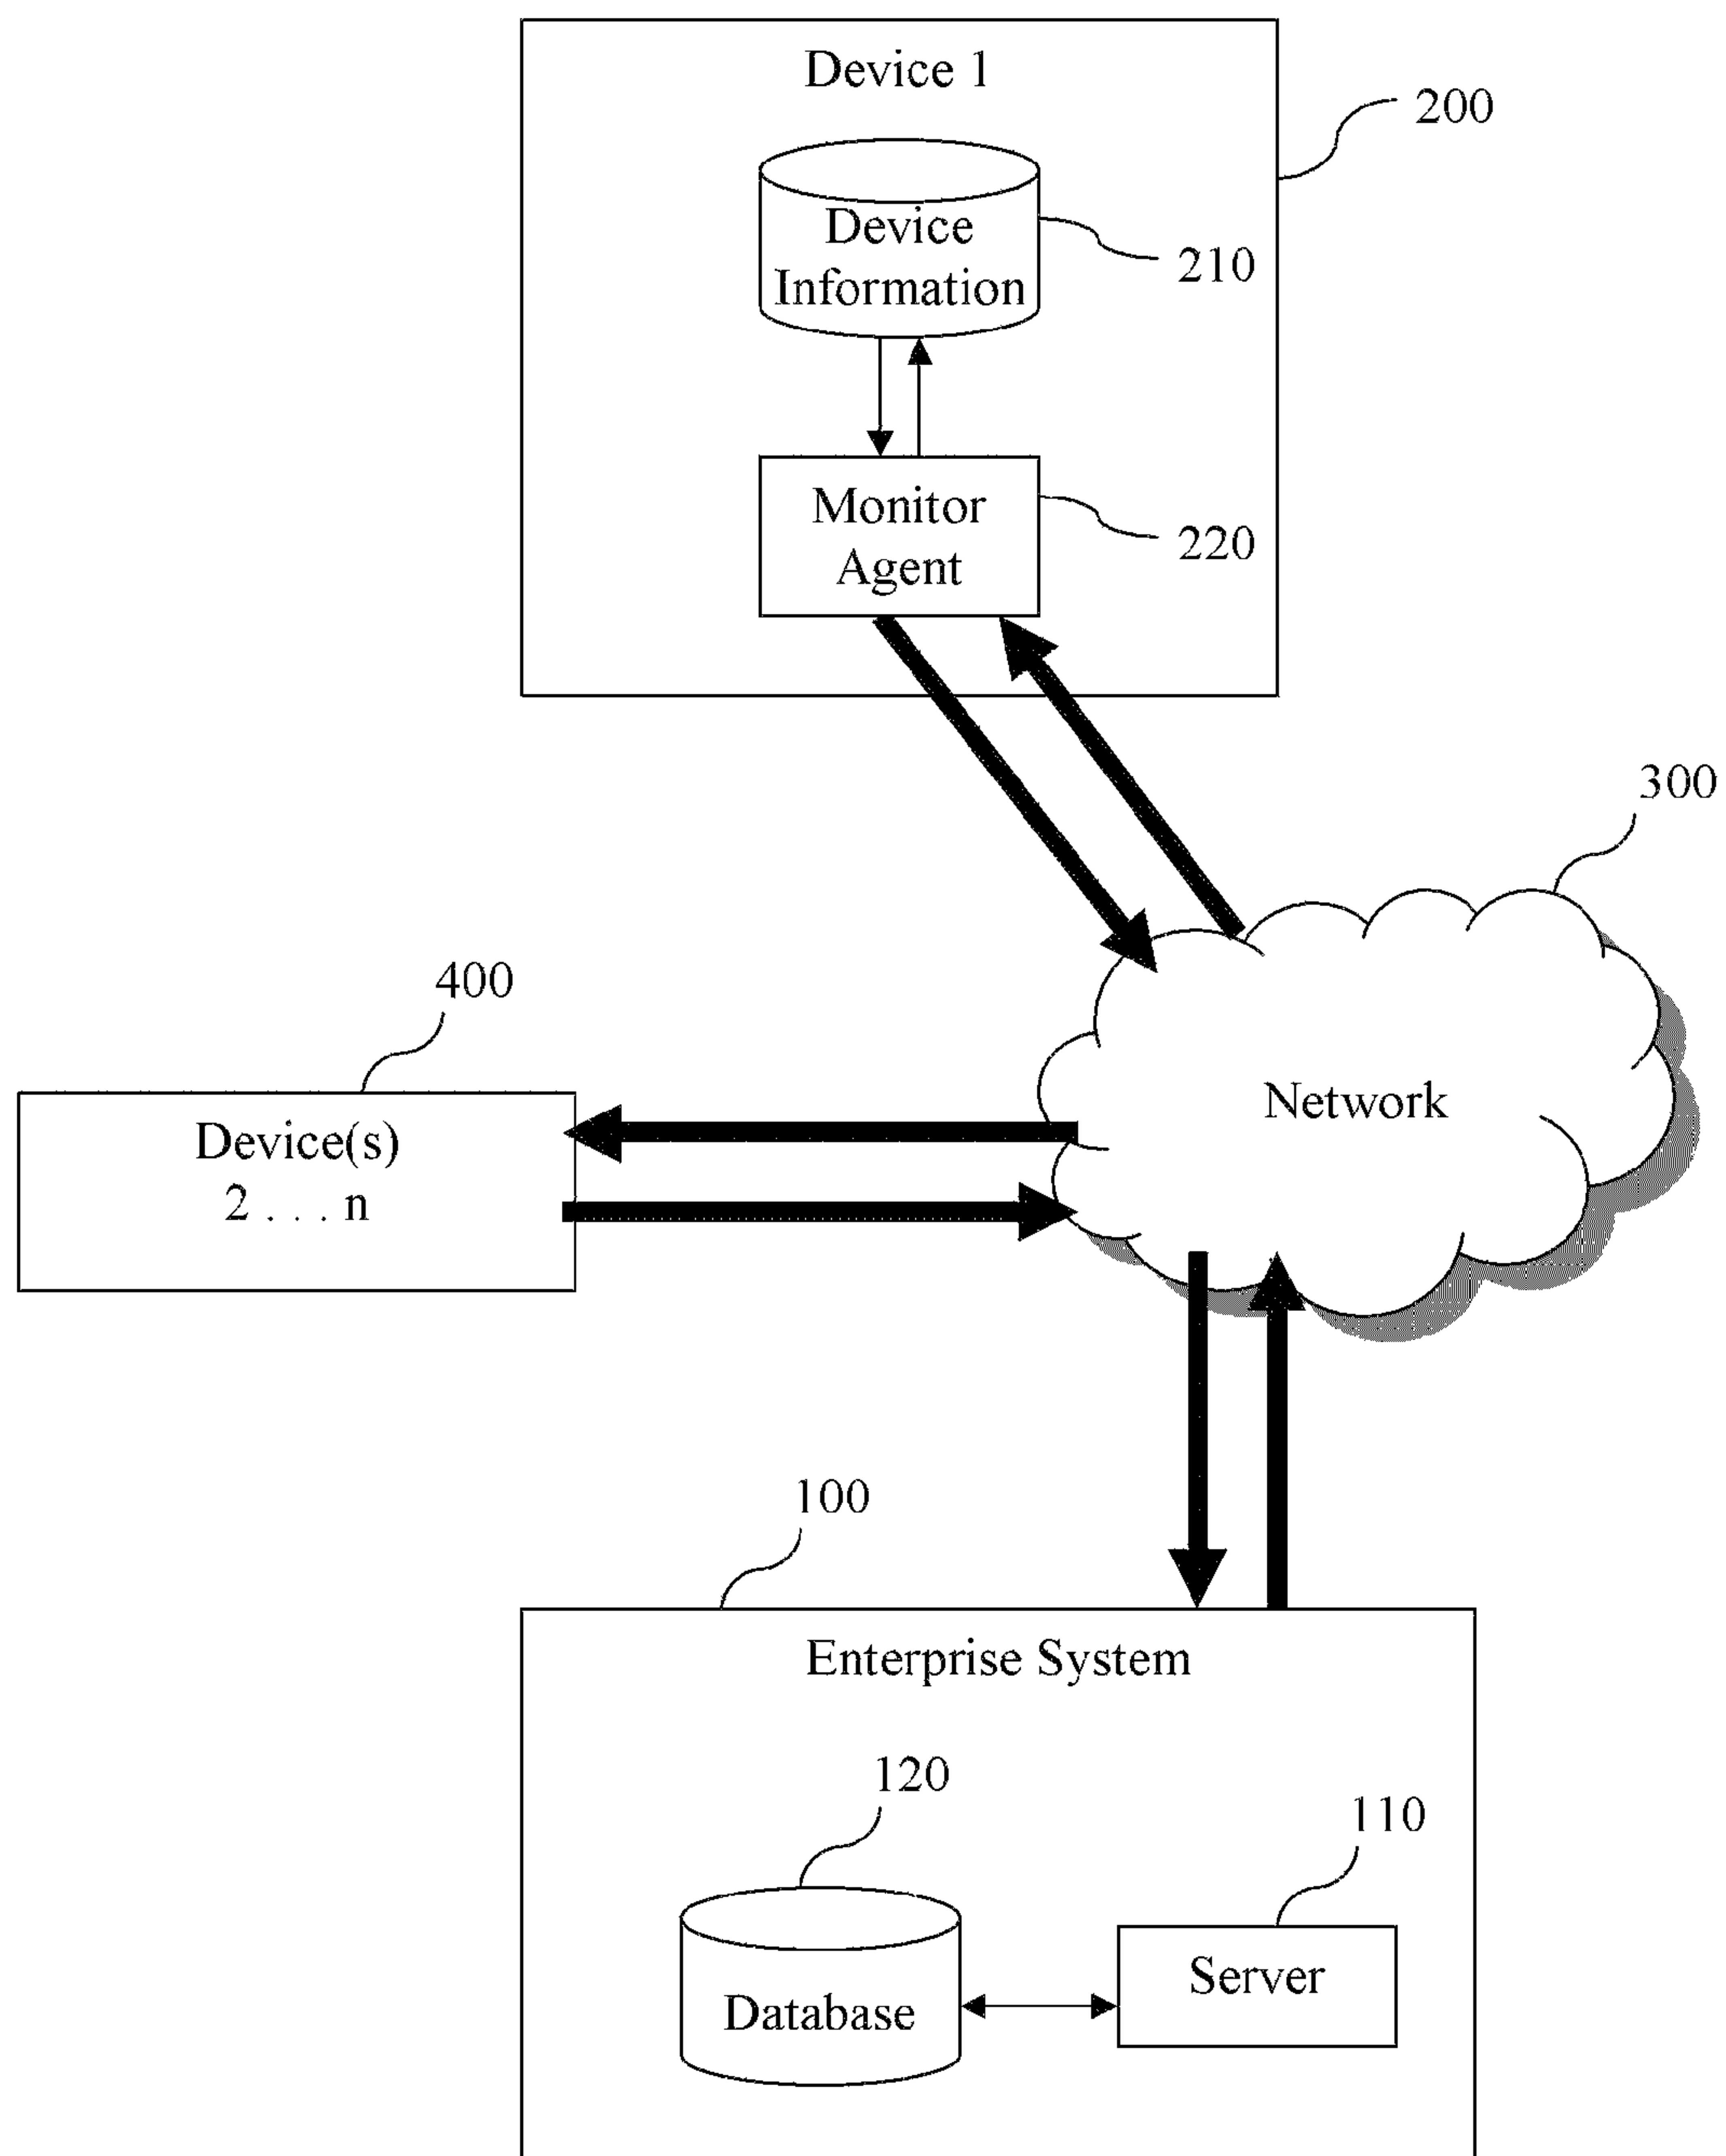 Device 1
200
Device
Information
210
Monitor
Agent
220
300
400
Device(s)
2 . . . n
Network
100
Enterprise System
120
110
Database
Server